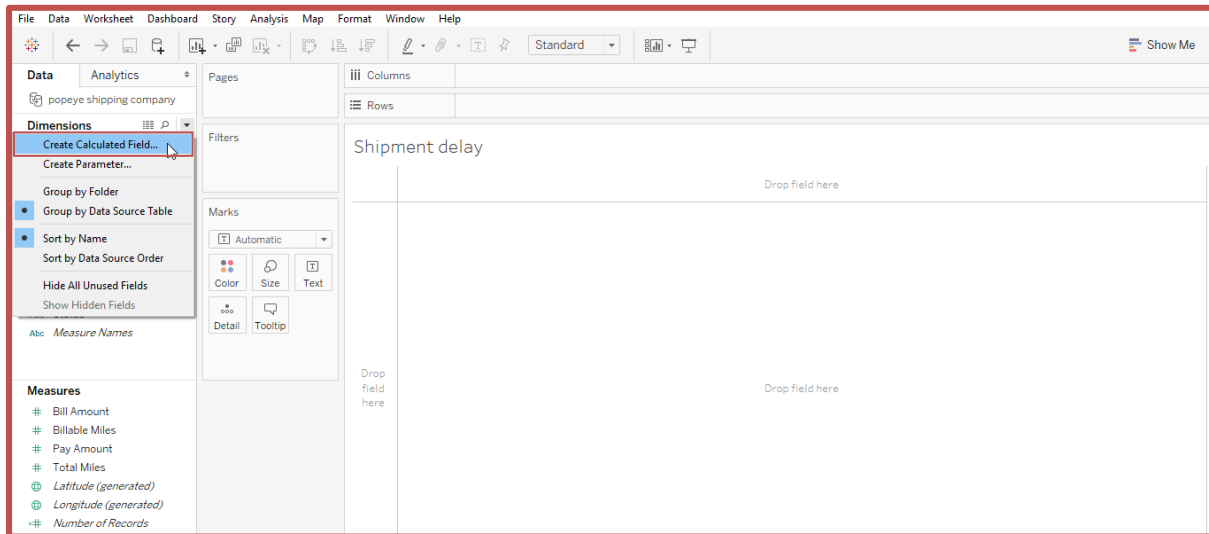 File Data Worksheet Dashboard Story Analysis Map Format Window Help
Standard
Show Me
Data Analytics
popeye shipping company
Dimensions
Create Calculated Field...
Create Parameter...
Group by Folder
Group by Data Source Table
Sort by Name
Sort by Data Source Order
Hide All Unused Fields
Show Hidden Fields
Abc Measure Names
Measures
Bill Amount
Billable Miles
Pay Amount
Total Miles
Latitude (generated)
Longitude (generated)
Number of Records
Pages
Filters
Marks
T Automatic
Color Size Text
Detail Tooltip
iii Columns
Rows
Shipment delay
Drop field here
Drop
field
here
Drop field here